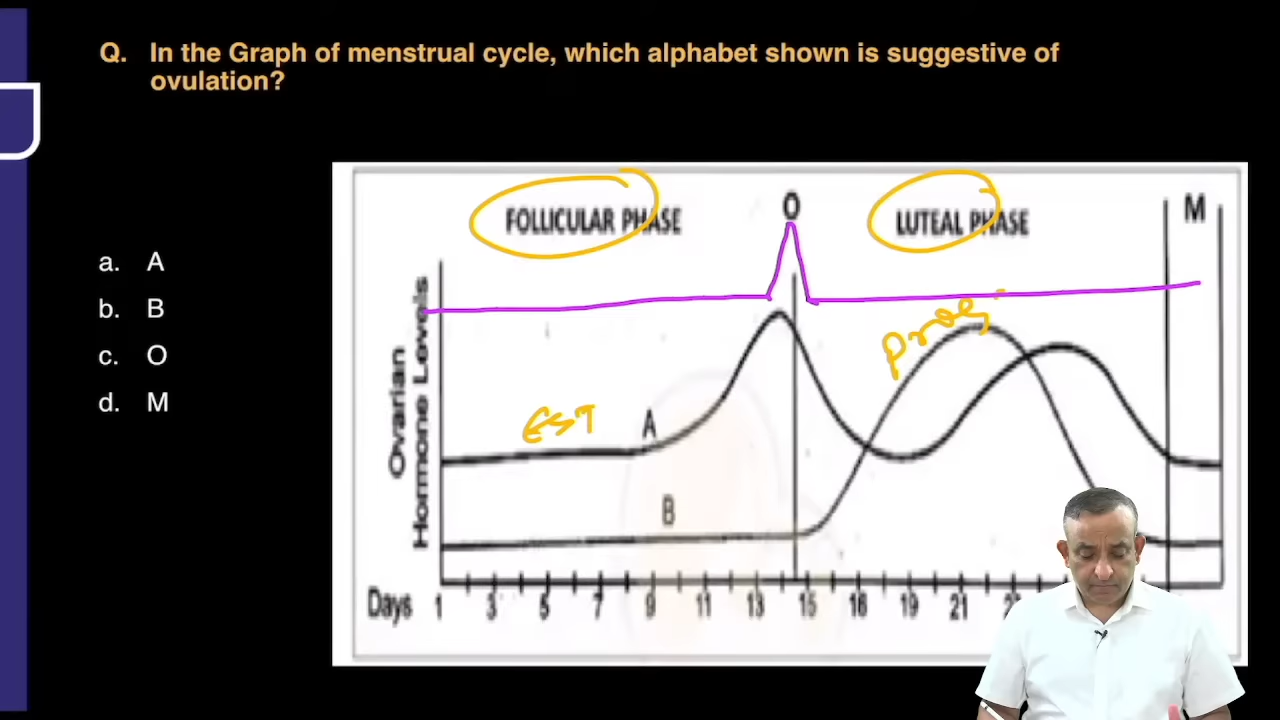 Q. In the Graph of menstrual cycle, which alphabet shown is suggestive of
ovulation?
a. A
b. B
c. O
d. M
FOLLICULAR PHASE
O
LUTEAL PHASE
M
Ovarian
Hormone Levels
Prog
EST
A
B
Days 1 3 5 7 9 11 13 15 19 21